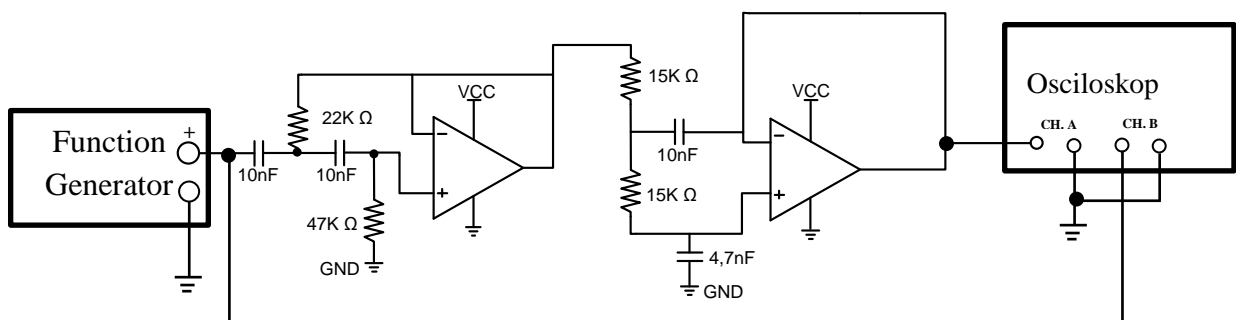 Function
Generator
+
10nF
22K Ω
10nF
47K Ω
GND
VCC
−
+
15K Ω
10nF
15K Ω
4,7nF
GND
VCC
−
+
Osciloskop
CH. A
CH. B